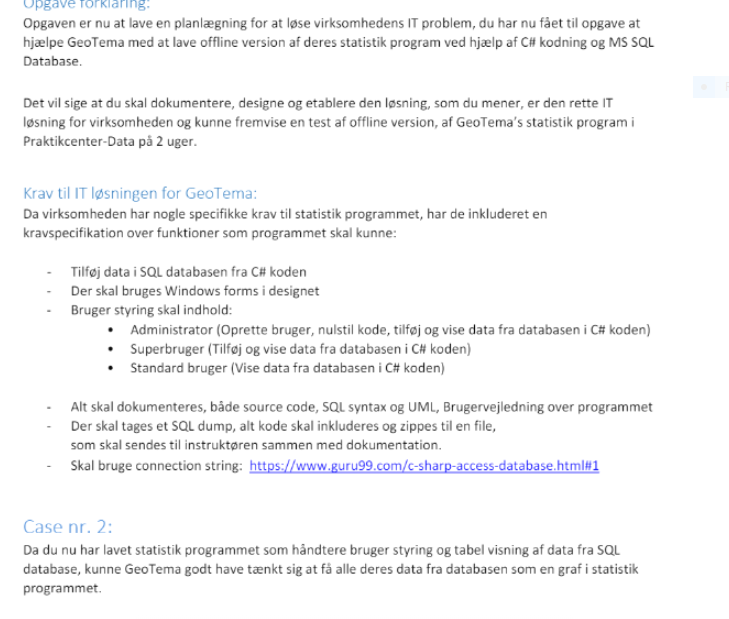 Opgave forklaring:
Opgaven er nu at lave en planlægning for at løse virksomhedens IT problem, du har nu fået til opgave at
hjælpe GeoTema med at lave offline version af deres statistik program ved hjælp af C# kodning og MS SQL
Database.
Det vil sige at du skal dokumentere, designe og etablere den løsning, som du mener, er den rette IT
løsning for virksomheden og kunne fremvise en test af offline version, af GeoTema's statistik program i
Praktikcenter-Data på 2 uger.
Krav til IT løsningen for GeoTema:
Da virksomheden har nogle specifikke krav til statistik programmet, har de inkluderet en
kravspecifikation over funktioner som programmet skal kunne:
- Tilføj data i SQL databasen fra C# koden
- Der skal bruges Windows forms i designet
- Bruger styring skal indhold:
• Administrator (Oprette bruger, nulstil kode, tilføj og vise data fra databasen i C# koden)
• Superbruger (Tilføj og vise data fra databasen i C# koden)
• Standard bruger (Vise data fra databasen i C# koden)
- Alt skal dokumenteres, både source code, SQL syntax og UML, Brugervejledning over programmet
- Der skal tages et SQL dump, alt kode skal inkluderes og zippes til en file,
som skal sendes til instruktøren sammen med dokumentation.
- Skal bruge connection string: https://www.guru99.com/c-sharp-access-database.html#1
Case nr. 2:
Da du nu har lavet statistik programmet som håndtere bruger styring og tabel visning af data fra SQL
database, kunne GeoTema godt have tænkt sig at få alle deres data fra databasen som en graf i statistik
programmet.